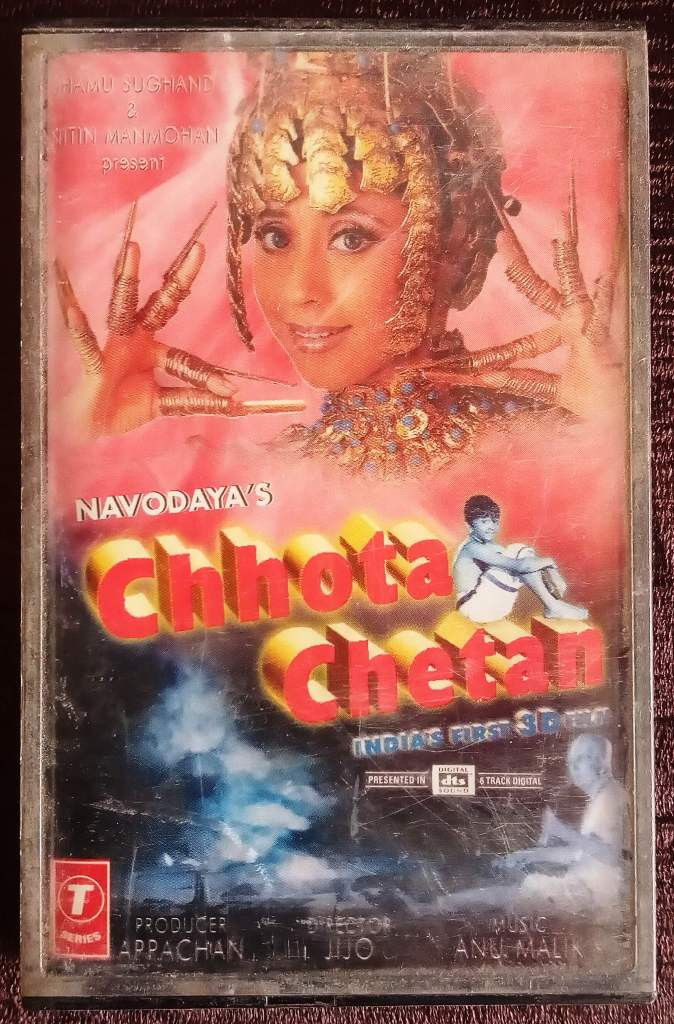 JHAMU SUGHAND
&
NITIN MANMOHAN
present
NAVODAYA'S
Chhota
Chetan
INDIA'S FIRST 3D FILM
PRESENTED IN DIGITAL dts SOUND 6 TRACK DIGITAL
T
SERIES
PRODUCER DIRECTOR MUSIC
APPACHAN JIJO ANU MALIK